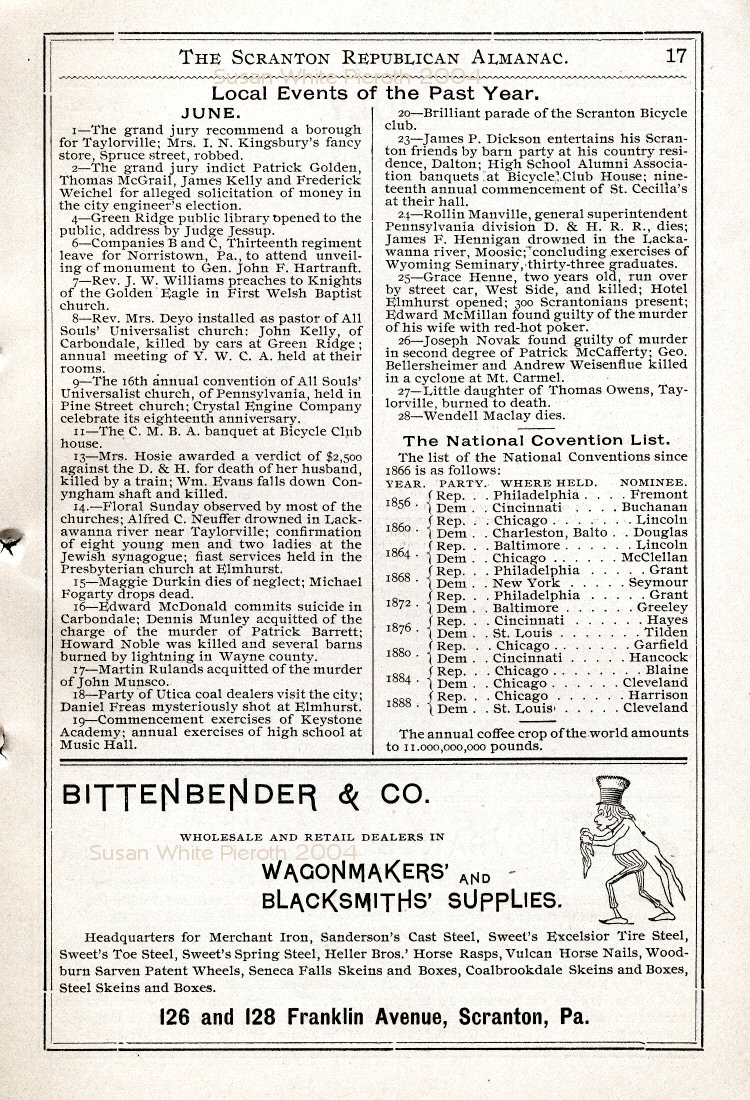 THE SCRANTON REPUBLICAN ALMANAC. 17
Susan White Pieroth 2004
Local Events of the Past Year.
JUNE.
1—The grand jury recommend a borough
for Taylorville; Mrs. I. N. Kingsbury's fancy
store, Spruce street, robbed.
2—The grand jury indict Patrick Golden,
Thomas McGrail, James Kelly and Frederick
Weichel for alleged solicitation of money in
the city engineer's election.
4—Green Ridge public library opened to the
public, address by Judge Jessup.
6—Companies B and C, Thirteenth regiment
leave for Norristown, Pa., to attend unveil-
ing of monument to Gen. John F. Hartranft.
7—Rev. J. W. Williams preaches to Knights
of the Golden Eagle in First Welsh Baptist
church.
8—Rev. Mrs. Deyo installed as pastor of All
Souls' Universalist church: John Kelly, of
Carbondale, killed by cars at Green Ridge;
annual meeting of Y. W. C. A. held at their
rooms.
9—The 16th annual convention of All Souls'
Universalist church, of Pennsylvania, held in
Pine Street church; Crystal Engine Company
celebrate its eighteenth anniversary.
11—The C. M. B. A. banquet at Bicycle Club
house.
13—Mrs. Hosie awarded a verdict of $2,500
against the D. & H. for death of her husband,
killed by a train; Wm. Evans falls down Con-
yngham shaft and killed.
14.—Floral Sunday observed by most of the
churches; Alfred C. Neuffer drowned in Lack-
awanna river near Taylorville; confirmation
of eight young men and two ladies at the
Jewish synagogue; fiast services held in the
Presbyterian church at Elmhurst.
15—Maggie Durkin dies of neglect; Michael
Fogarty drops dead.
16—Edward McDonald commits suicide in
Carbondale; Dennis Munley acquitted of the
charge of the murder of Patrick Barrett;
Howard Noble was killed and several barns
burned by lightning in Wayne county.
17—Martin Rulands acquitted of the murder
of John Munsco.
18—Party of Utica coal dealers visit the city;
Daniel Freas mysteriously shot at Elmhurst.
19—Commencement exercises of Keystone
Academy; annual exercises of high school at
Music Hall.
20—Brilliant parade of the Scranton Bicycle
club.
23—James P. Dickson entertains his Scran-
ton friends by barn party at his country resi-
dence, Dalton; High School Alumni Associa-
tion banquets at Bicycle Club House; nine-
teenth annual commencement of St. Cecilia's
at their hall.
24—Rollin Manville, general superintendent
Pennsylvania division D. & H. R. R., dies;
James F. Hennigan drowned in the Lacka-
wanna river, Moosic; concluding exercises of
Wyoming Seminary, thirty-three graduates.
25—Grace Henne, two years old, run over
by street car, West Side, and killed; Hotel
Elmhurst opened; 300 Scrantonians present;
Edward McMillan found guilty of the murder
of his wife with red-hot poker.
26—Joseph Novak found guilty of murder
in second degree of Patrick McCafferty; Geo.
Bellersheimer and Andrew Weisenflue killed
in a cyclone at Mt. Carmel.
27—Little daughter of Thomas Owens, Tay-
lorville, burned to death.
28—Wendell Maclay dies.
The National Covention List.
The list of the National Conventions since
1866 is as follows:
YEAR. PARTY. WHERE HELD. NOMINEE.
1856 . { Rep. . . Philadelphia . . . . Fremont
Dem . . Cincinnati . . . . . Buchanan
1860 . { Rep. . . Chicago . . . . . . . Lincoln
Dem . . Charleston, Balto . . Douglas
1864 . { Rep. . . Baltimore . . . . . . Lincoln
Dem . . Chicago . . . . . . McClellan
1868 . { Rep. . . Philadelphia . . . . . Grant
Dem . . New York . . . . . Seymour
1872 . { Rep. . . Philadelphia . . . . . Grant
Dem . . Baltimore . . . . . . Greeley
1876 . { Rep. . . Cincinnati . . . . . . Hayes
Dem . . St. Louis . . . . . . . Tilden
1880 . { Rep. . . Chicago . . . . . . Garfield
Dem . . Cincinnati . . . . . Hancock
1884 . { Rep. . . Chicago . . . . . . . . Blaine
Dem . . Chicago . . . . . . Cleveland
1888 . { Rep. . . Chicago . . . . . . Harrison
Dem . . St. Louis . . . . . Cleveland
The annual coffee crop of the world amounts
to 11.000,000,000 pounds.
BITTENBENDER & CO.
WHOLESALE AND RETAIL DEALERS IN
Susan White Pieroth 2004
WAGONMAKERS' AND
BLACKSMITHS' SUPPLIES.
Headquarters for Merchant Iron, Sanderson's Cast Steel, Sweet's Excelsior Tire Steel,
Sweet's Toe Steel, Sweet's Spring Steel, Heller Bros.' Horse Rasps, Vulcan Horse Nails, Wood-
burn Sarven Patent Wheels, Seneca Falls Skeins and Boxes, Coalbrookdale Skeins and Boxes,
Steel Skeins and Boxes.
126 and 128 Franklin Avenue, Scranton, Pa.